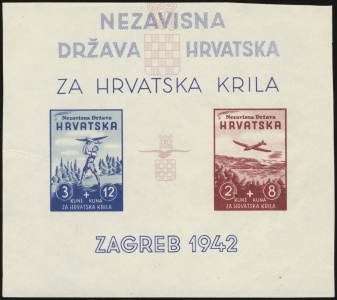 NEZAVISNA
DRŽAVA HRVATSKA
ZA HRVATSKA KRILA
Nezavisna Država
HRVATSKA
3 + 12
KUNE KUNA
ZA HRVATSKA KRILA
Nezavisna Država
HRVATSKA
2 + 8
KUNE KUNA
ZA HRVATSKA KRILA
ZAGREB 1942